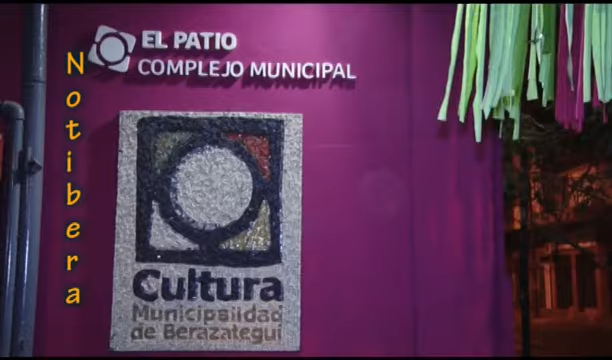 EL PATIO
COMPLEJO MUNICIPAL
Notibera
Cultura
Municipalidad
de Berazategui